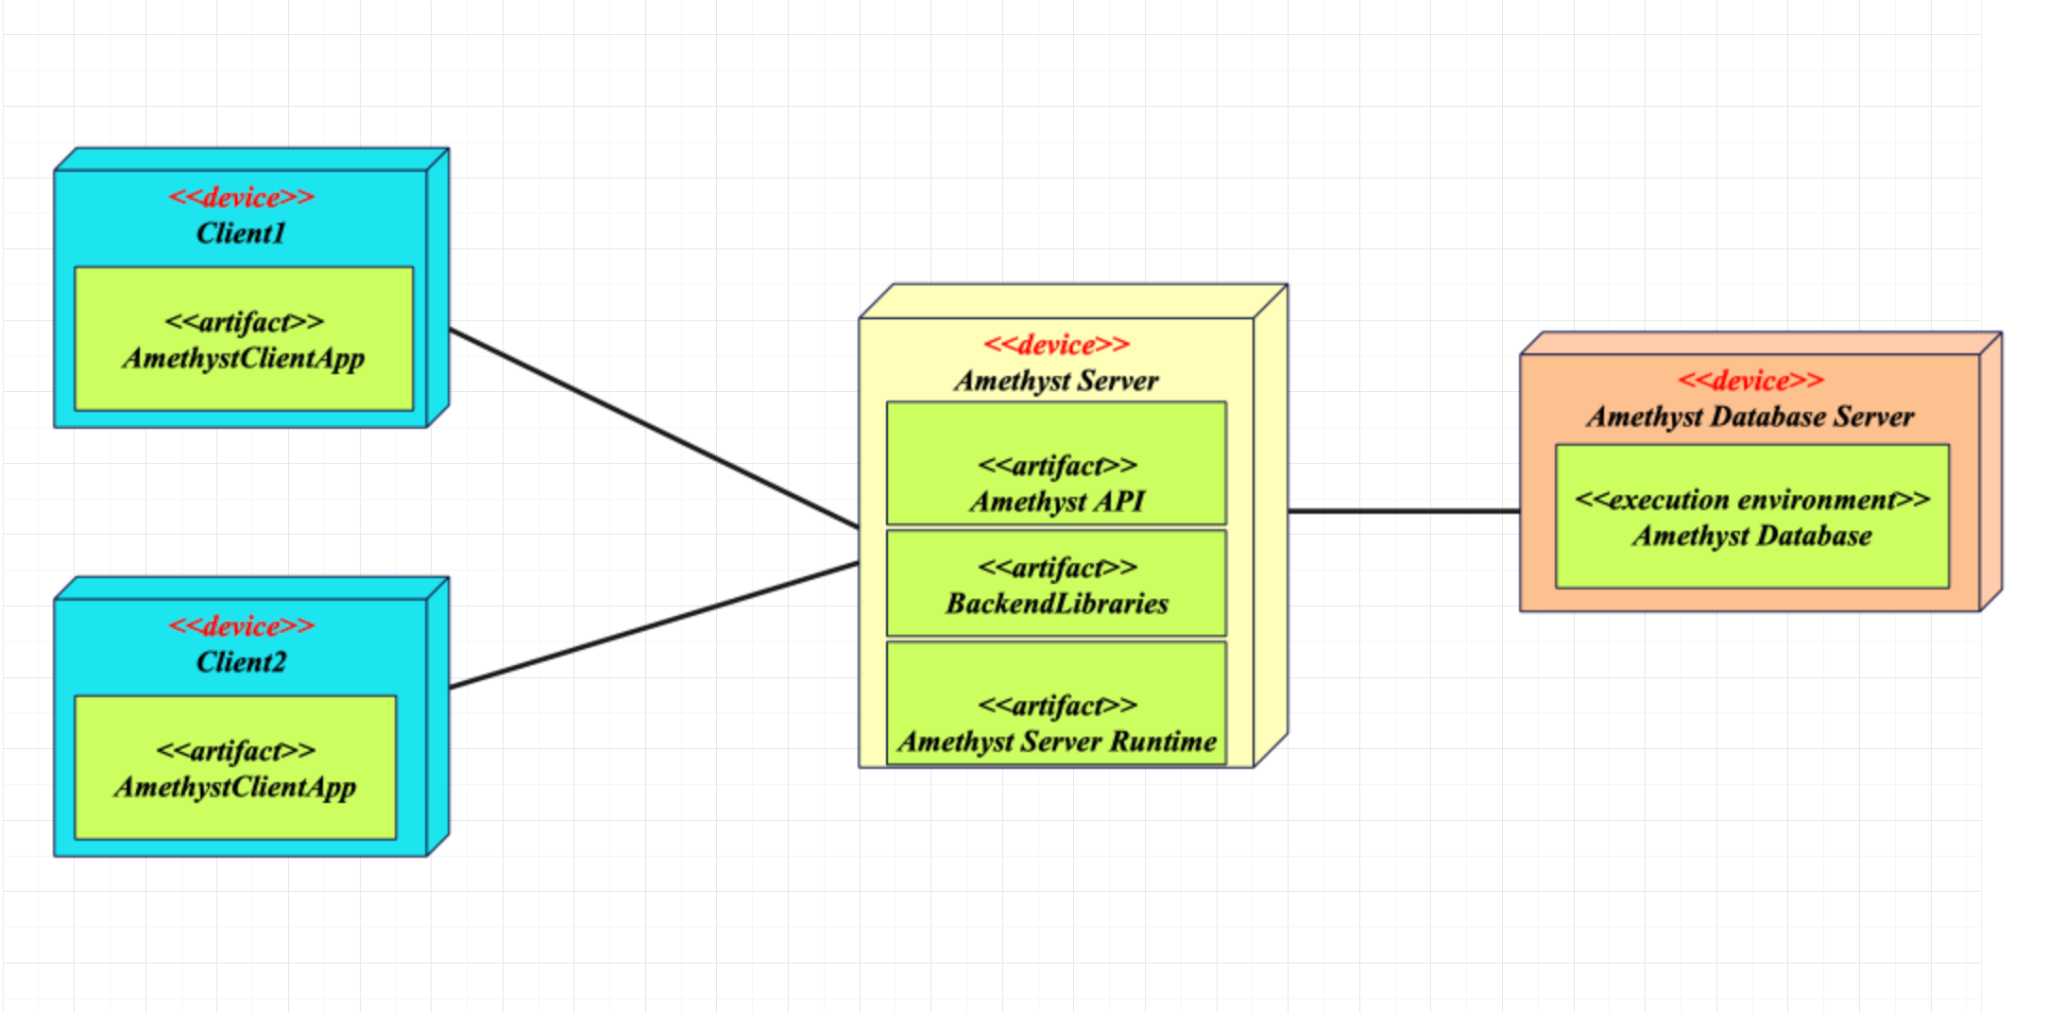 <<device>>
Client1
<<artifact>>
AmethystClientApp
<<device>>
Client2
<<artifact>>
AmethystClientApp
<<device>>
Amethyst Server
<<artifact>>
Amethyst API
<<artifact>>
BackendLibraries
<<artifact>>
Amethyst Server Runtime
<<device>>
Amethyst Database Server
<<execution environment>>
Amethyst Database